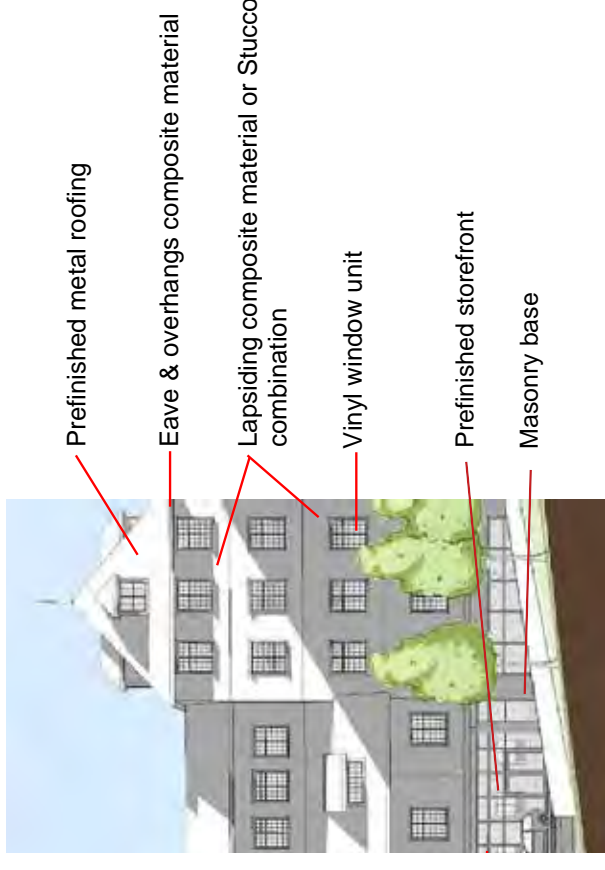 Prefinished metal roofing
Eave & overhangs composite material
Lapsiding composite material or Stucco
combination
Vinyl window unit
Prefinished storefront
Masonry base